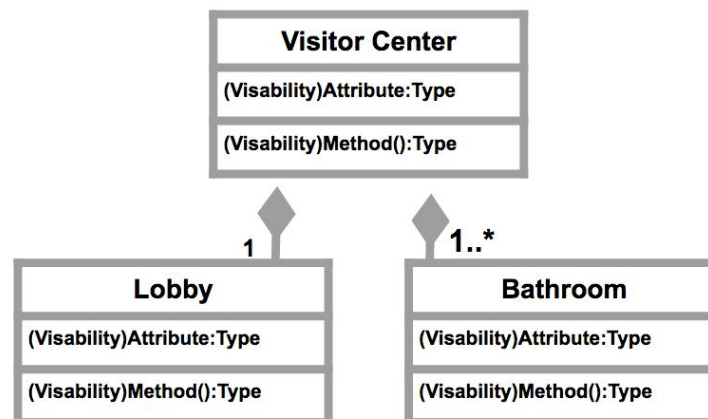 Visitor Center
(Visability)Attribute:Type
(Visability)Method():Type
1
1..*
Lobby
(Visability)Attribute:Type
(Visability)Method():Type
Bathroom
(Visability)Attribute:Type
(Visability)Method():Type